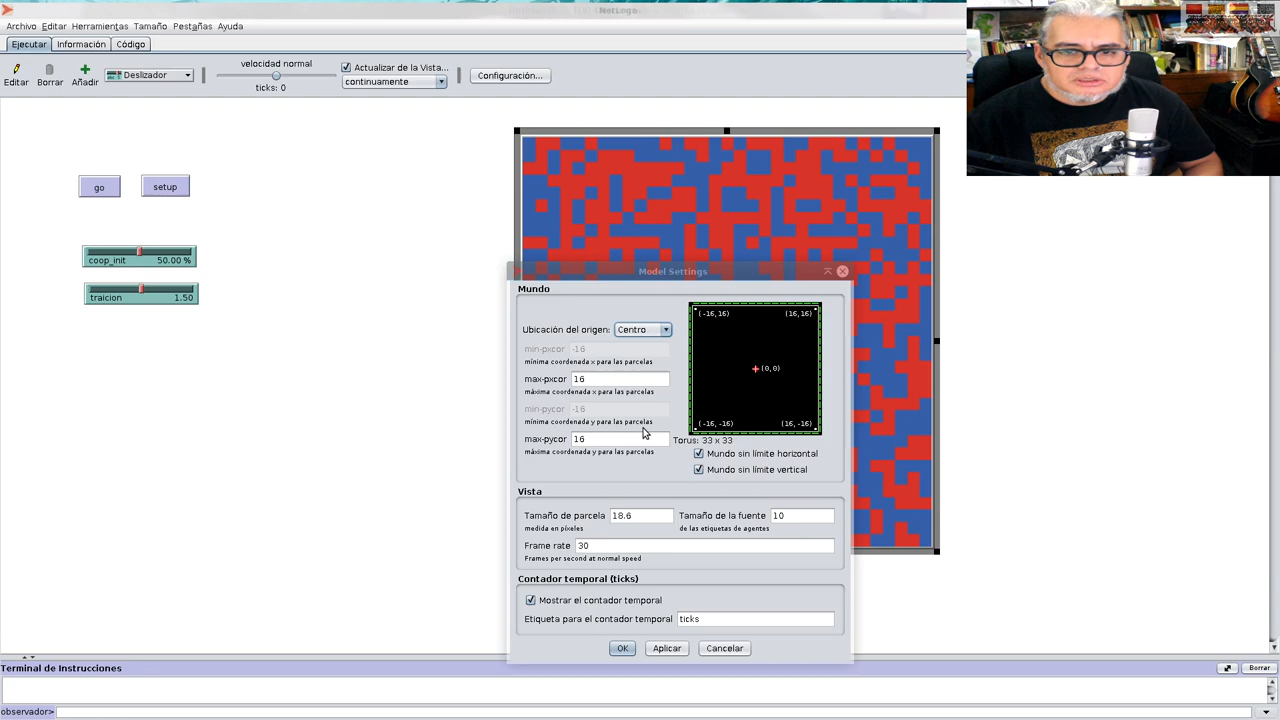 NetLogo
Archivo Editar Herramientas Tamaño Pestañas Ayuda
Ejecutar Información Código
Editar Borrar Añadir Deslizador
velocidad normal
ticks: 0
Actualizar de la Vista...
continuamente
Configuración...
go setup
coop_init 50.00 %
traicion 1.50
Model Settings
Mundo
Ubicación del origen: Centro
min-pxcor -16
mínima coordenada x para las parcelas
max-pxcor 16
máxima coordenada x para las parcelas
min-pycor -16
mínima coordenada y para las parcelas
max-pycor 16
máxima coordenada y para las parcelas
(-16,16) (16,16)
(0,0)
(-16, -16) (16, -16)
Torus: 33 x 33
Mundo sin límite horizontal
Mundo sin límite vertical
Vista
Tamaño de parcela 18.6 Tamaño de la fuente 10
medida en píxeles de las etiquetas de agentes
Frame rate 30
Frames per second at normal speed
Contador temporal (ticks)
Mostrar el contador temporal
Etiqueta para el contador temporal ticks
OK Aplicar Cancelar
Terminal de Instrucciones Borrar
observador>